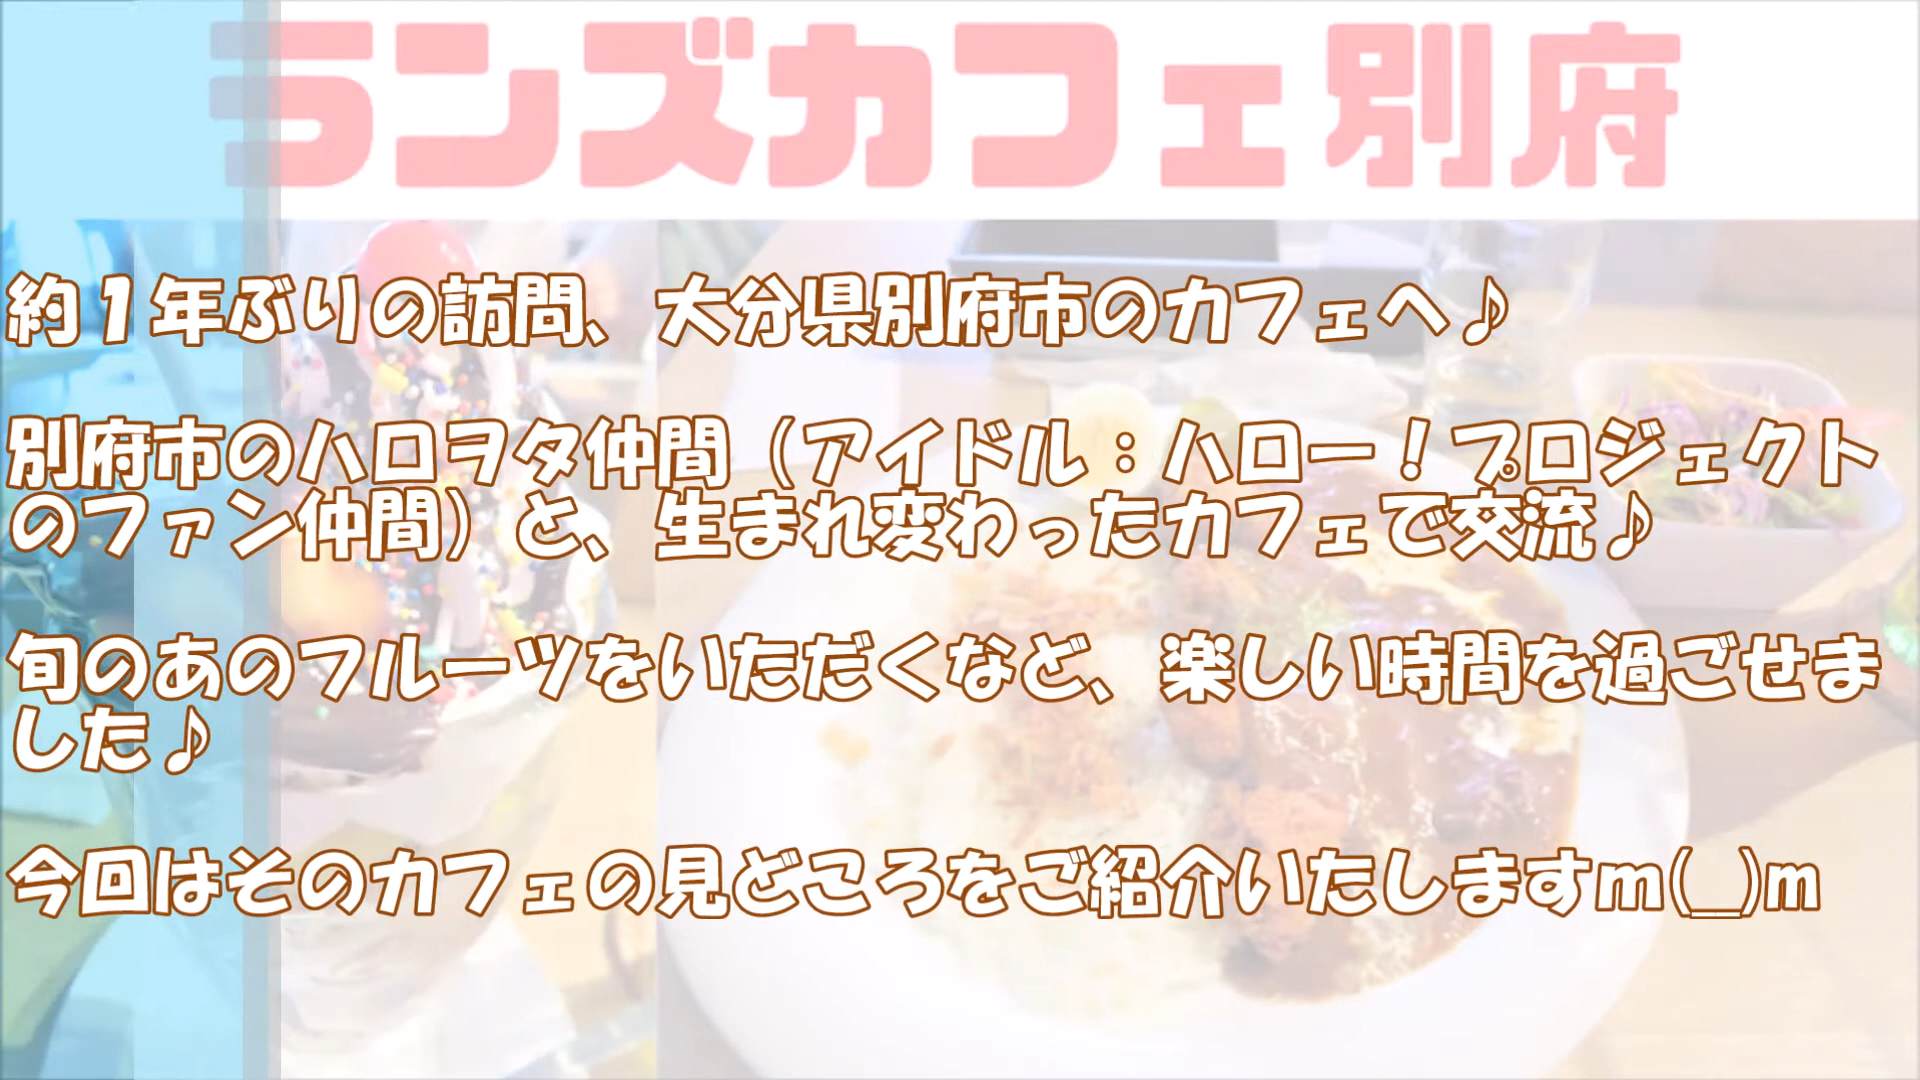 ランズカフェ別府
約１年ぶりの訪問、大分県別府市のカフェへ♪
別府市のハロヲタ仲間（アイドル：ハロー！プロジェクト
のファン仲間）と、生まれ変わったカフェで交流♪
旬のあのフルーツをいただくなど、楽しい時間を過ごせま
した♪
今回はそのカフェの見どころをご紹介いたしますm(__)m